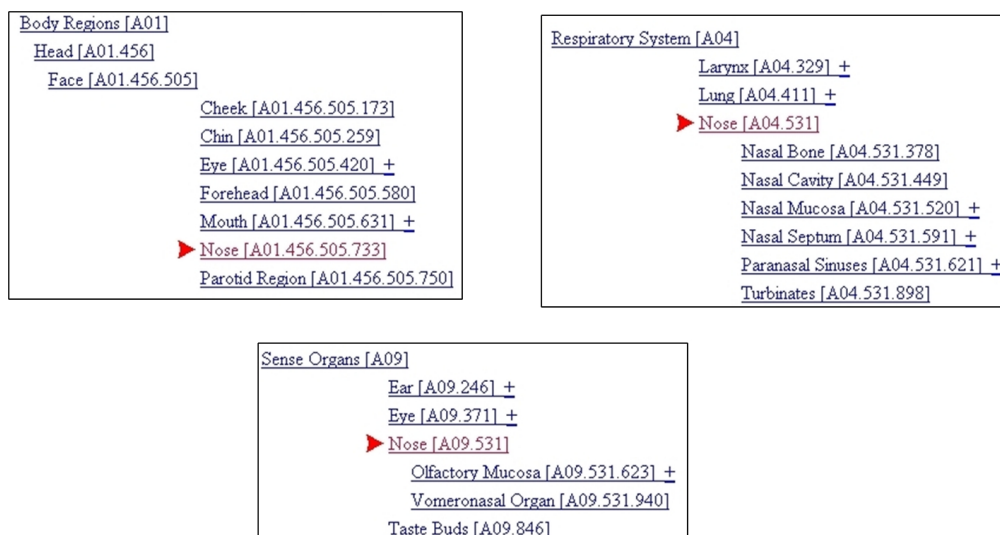 Body Regions [A01]
Head [A01.456]
Face [A01.456.505]
Cheek [A01.456.505.173]
Chin [A01.456.505.259]
Eye [A01.456.505.420] +
Forehead [A01.456.505.580]
Mouth [A01.456.505.631] +
Nose [A01.456.505.733]
Parotid Region [A01.456.505.750]
Respiratory System [A04]
Larynx [A04.329] +
Lung [A04.411] +
Nose [A04.531]
Nasal Bone [A04.531.378]
Nasal Cavity [A04.531.449]
Nasal Mucosa [A04.531.520] +
Nasal Septum [A04.531.591] +
Paranasal Sinuses [A04.531.621] +
Turbinates [A04.531.898]
Sense Organs [A09]
Ear [A09.246] +
Eye [A09.371] +
Nose [A09.531]
Olfactory Mucosa [A09.531.623] +
Vomeronasal Organ [A09.531.940]
Taste Buds [A09.846]